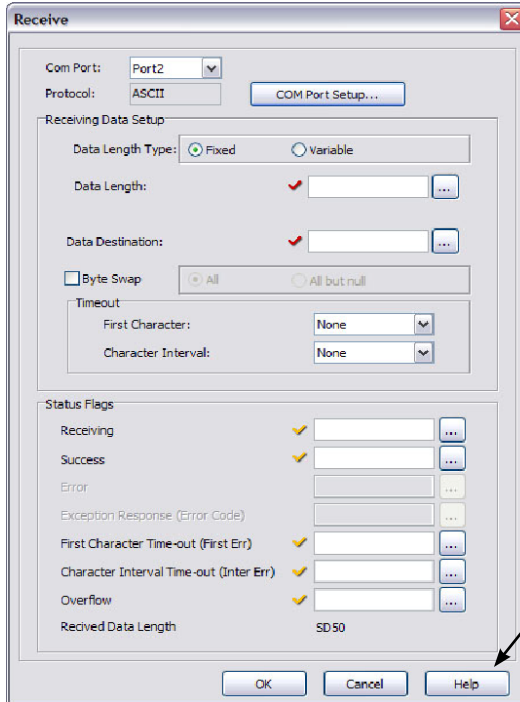 Receive
Com Port: Port2
Protocol: ASCII COM Port Setup...
Receiving Data Setup
Data Length Type: Fixed Variable
Data Length: ...
Data Destination: ...
Byte Swap All All but null
Timeout
First Character: None
Character Interval: None
Status Flags
Receiving ...
Success ...
Error ...
Exception Response (Error Code) ...
First Character Time-out (First Err) ...
Character Interval Time-out (Inter Err) ...
Overflow ...
Recived Data Length SD50
OK Cancel Help